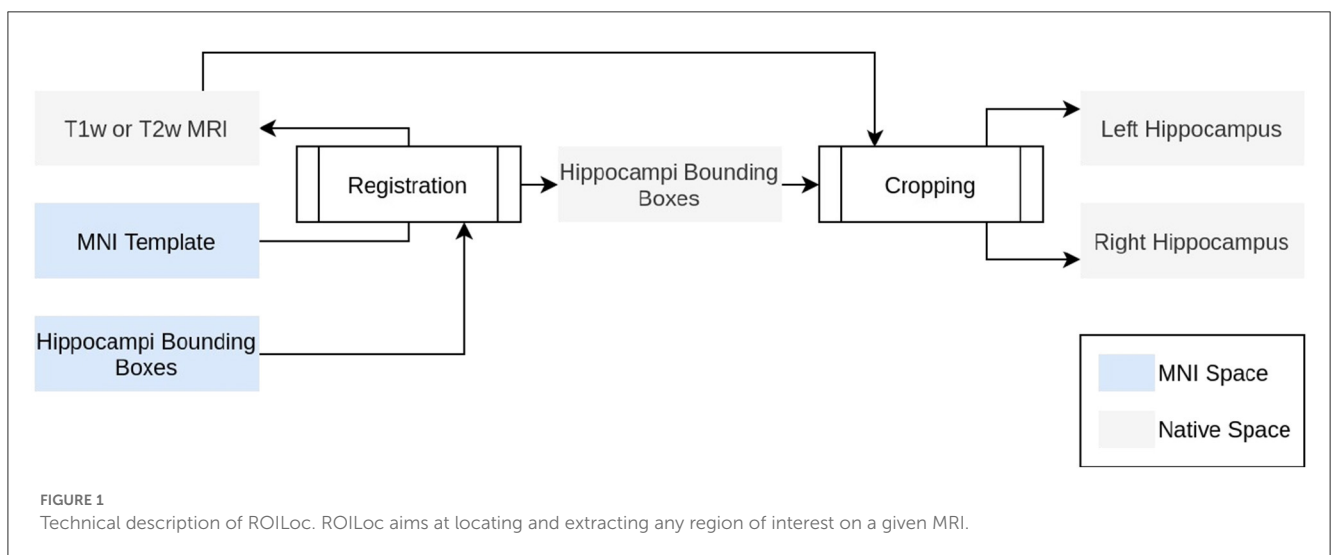 T1w or T2w MRI
MNI Template
Hippocampi Bounding
Boxes
Registration
Hippocampi Bounding
Boxes
Cropping
Left Hippocampus
Right Hippocampus
MNI Space
Native Space
FIGURE 1
Technical description of ROILoc. ROILoc aims at locating and extracting any region of interest on a given MRI.